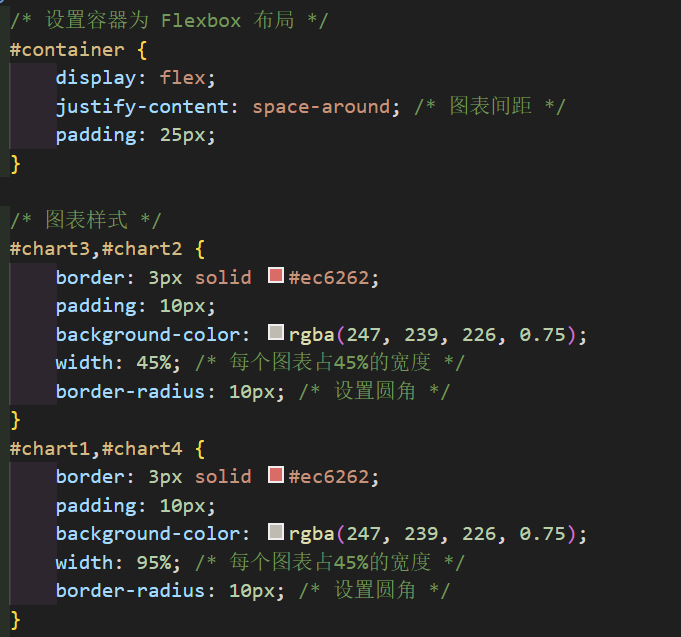 /* 设置容器为 Flexbox 布局 */
#container {
    display: flex;
    justify-content: space-around; /* 图表间距 */
    padding: 25px;
}

/* 图表样式 */
#chart3,#chart2 {
    border: 3px solid #ec6262;
    padding: 10px;
    background-color: rgba(247, 239, 226, 0.75);
    width: 45%; /* 每个图表占45%的宽度 */
    border-radius: 10px; /* 设置圆角 */
}
#chart1,#chart4 {
    border: 3px solid #ec6262;
    padding: 10px;
    background-color: rgba(247, 239, 226, 0.75);
    width: 95%; /* 每个图表占45%的宽度 */
    border-radius: 10px; /* 设置圆角 */
}